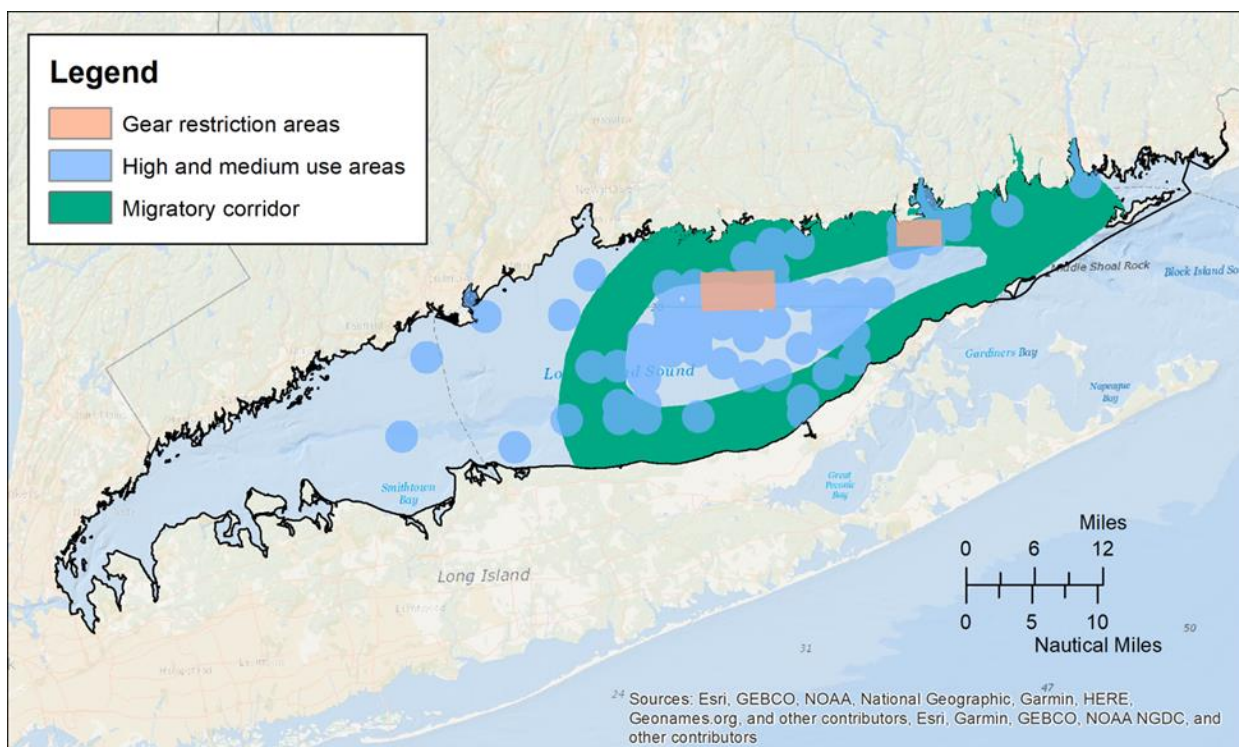 Legend
Gear restriction areas
High and medium use areas
Migratory corridor
Middle Shoal Rock
Block Island So
Gardiners Bay
Napeague
Bay
Sound
Great
Peconic
Bay
Smithtown
Bay
Long Island
Miles
0 6 12
0 5 10
Nautical Miles
31
50
24
47
Sources: Esri, GEBCO, NOAA, National Geographic, Garmin, HERE,
Geonames.org, and other contributors, Esri, Garmin, GEBCO, NOAA NGDC, and
other contributors